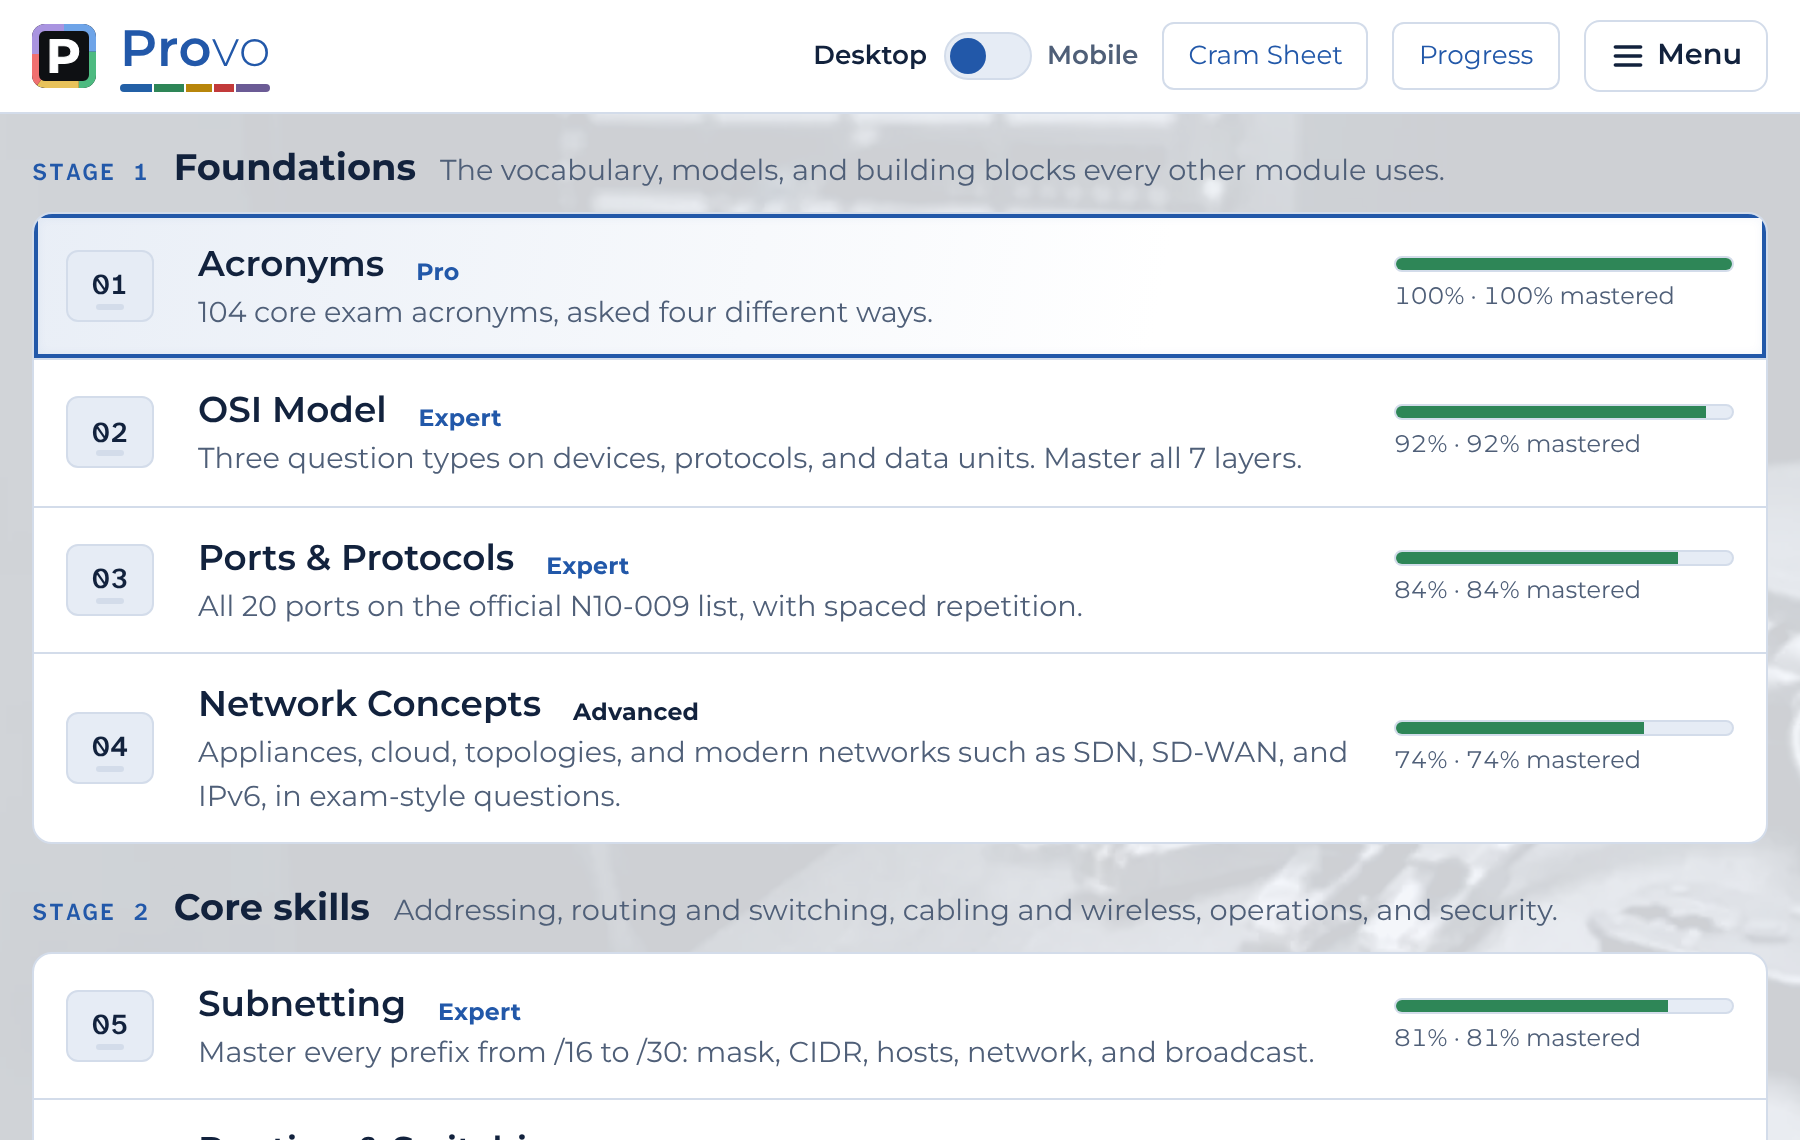 P Provo
Desktop Mobile Cram Sheet Progress Menu
STAGE 1 Foundations The vocabulary, models, and building blocks every other module uses.
01 Acronyms Pro
104 core exam acronyms, asked four different ways.
100% · 100% mastered
02 OSI Model Expert
Three question types on devices, protocols, and data units. Master all 7 layers.
92% · 92% mastered
03 Ports & Protocols Expert
All 20 ports on the official N10-009 list, with spaced repetition.
84% · 84% mastered
04 Network Concepts Advanced
Appliances, cloud, topologies, and modern networks such as SDN, SD-WAN, and
IPv6, in exam-style questions.
74% · 74% mastered
STAGE 2 Core skills Addressing, routing and switching, cabling and wireless, operations, and security.
05 Subnetting Expert
Master every prefix from /16 to /30: mask, CIDR, hosts, network, and broadcast.
81% · 81% mastered